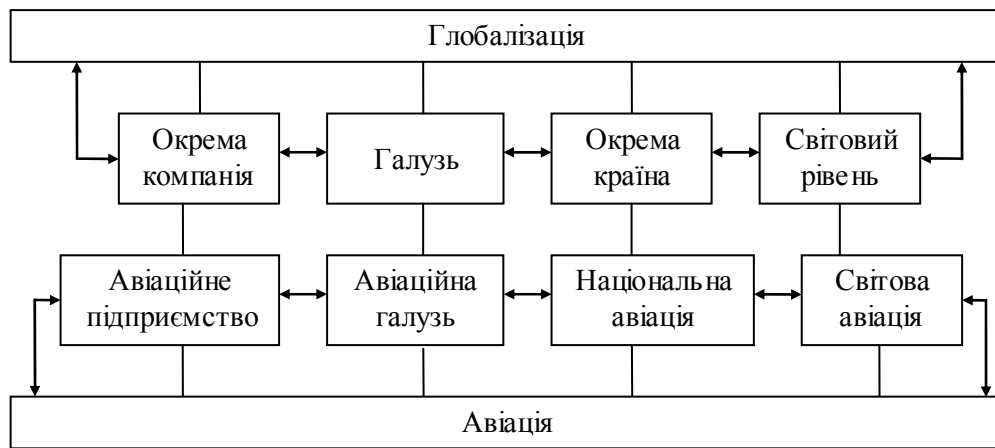 Глобалізація
Окрема
компанія
Галузь
Окрема
країна
Світовий
рівень
Авіаційне
підприємство
Авіаційна
галузь
Національна
авіація
Світова
авіація
Авіація